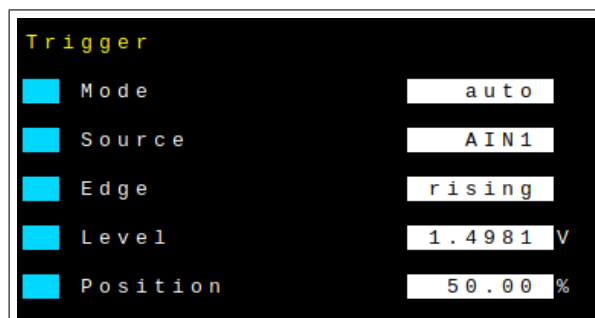 Trigger
Mode auto
Source AIN1
Edge rising
Level 1.4981 V
Position 50.00 %